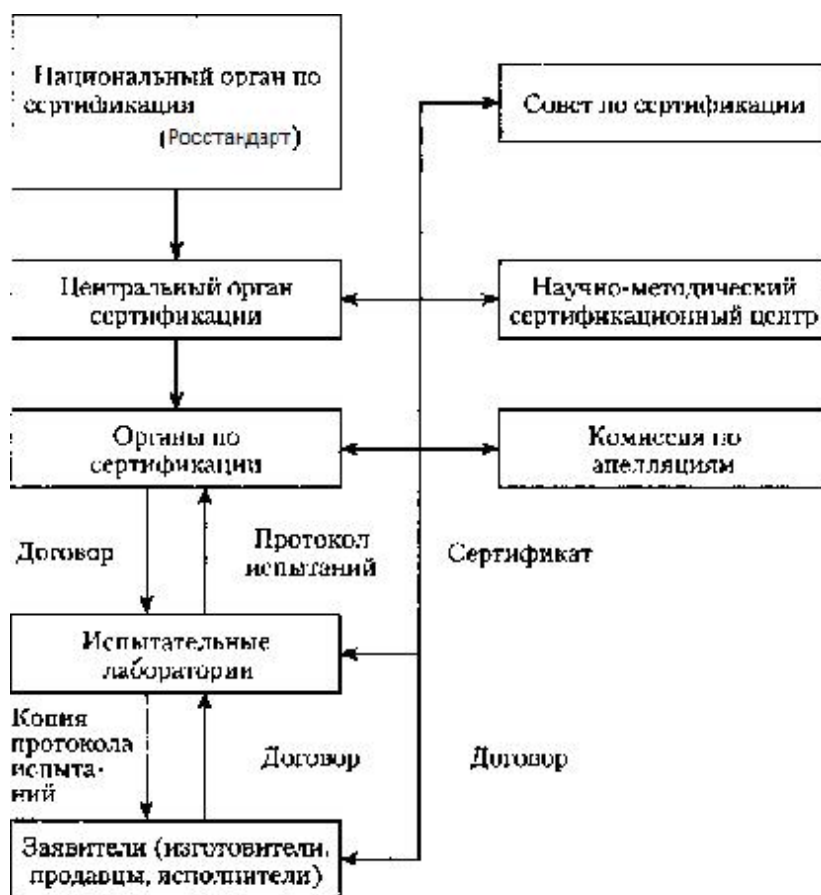 Национальный орган по
сертификации
(Росстандарт)
Совет по сертификации
Центральный орган
сертификации
Научно-методический
сертификационный центр
Органы по
сертификации
Комиссия по
апелляциям
Договор
Протокол
испытаний
Сертификат
Испытательные
лаборатории
Копия
протокола
испыта-
ний
Договор
Договор
Заявители (изготовители,
продавцы, исполнители)